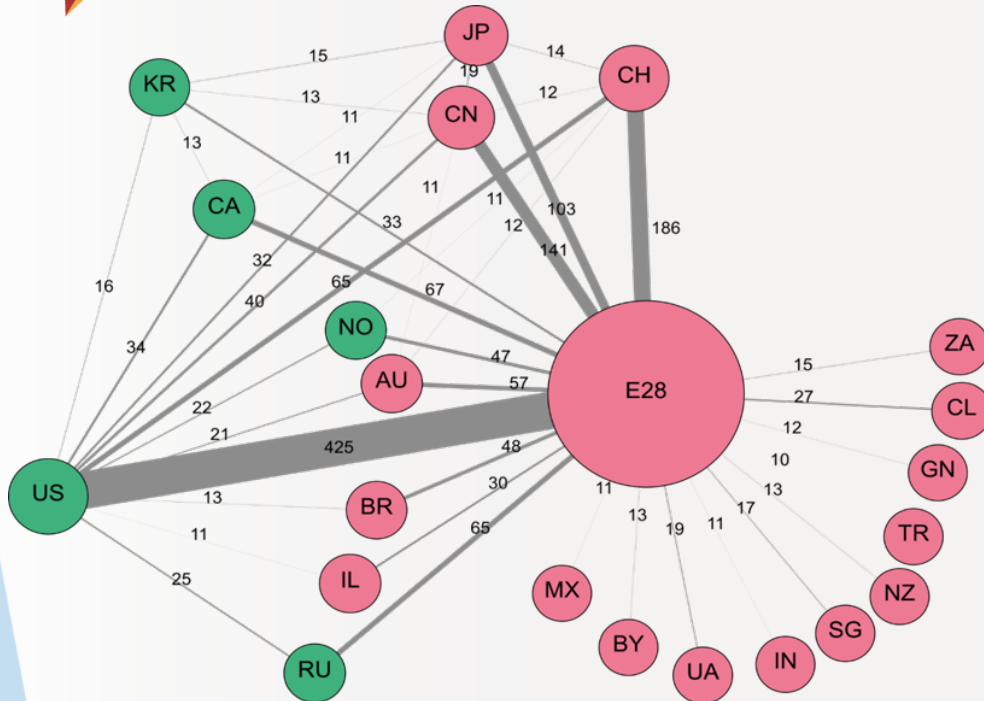 JP
15
14
KR
CH
19
13
12
CN
11
13
11
11
11
CA
12
103
33
141
186
32
65
67
16
40
NO
ZA
34
47
15
AU
57
E28
27
CL
22
12
21
425
48
10
GN
US
13
BR
30
11
13
17
13
19
11
TR
11
65
25
IL
MX
NZ
BY
SG
RU
UA
IN